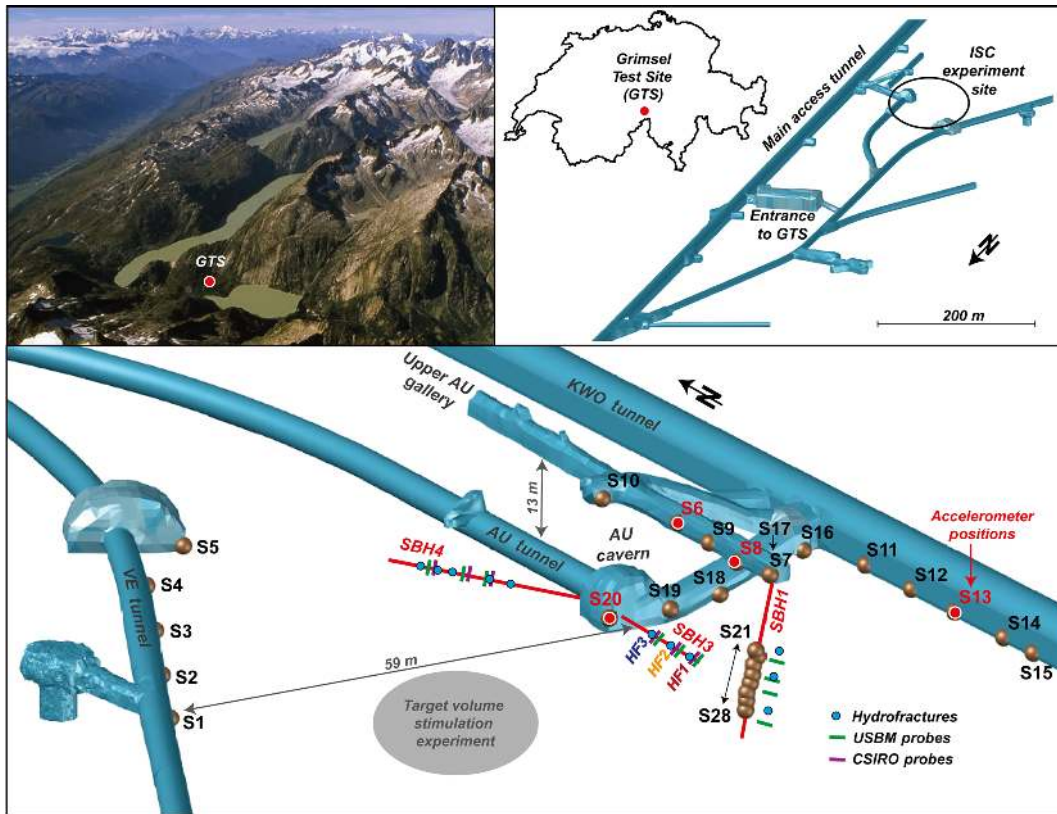 GTS
Grimsel
Test Site
(GTS)
Main access tunnel
ISC
experiment
site
Entrance
to GTS
N
200 m
Upper AU
gallery
KWO tunnel
N
13 m
S10
S6
S9
S17
S16
S8
S7
S11
S12
Accelerometer
positions
S13
S14
S15
AU tunnel
AU
cavern
SBH4
S5
S4
VE tunnel
S3
S2
S1
S20
S19
S18
SBH1
SBH3
HF3
HF2
HF1
S21
S28
59 m
Target volume
stimulation
experiment
Hydrofractures
USBM probes
CSIRO probes